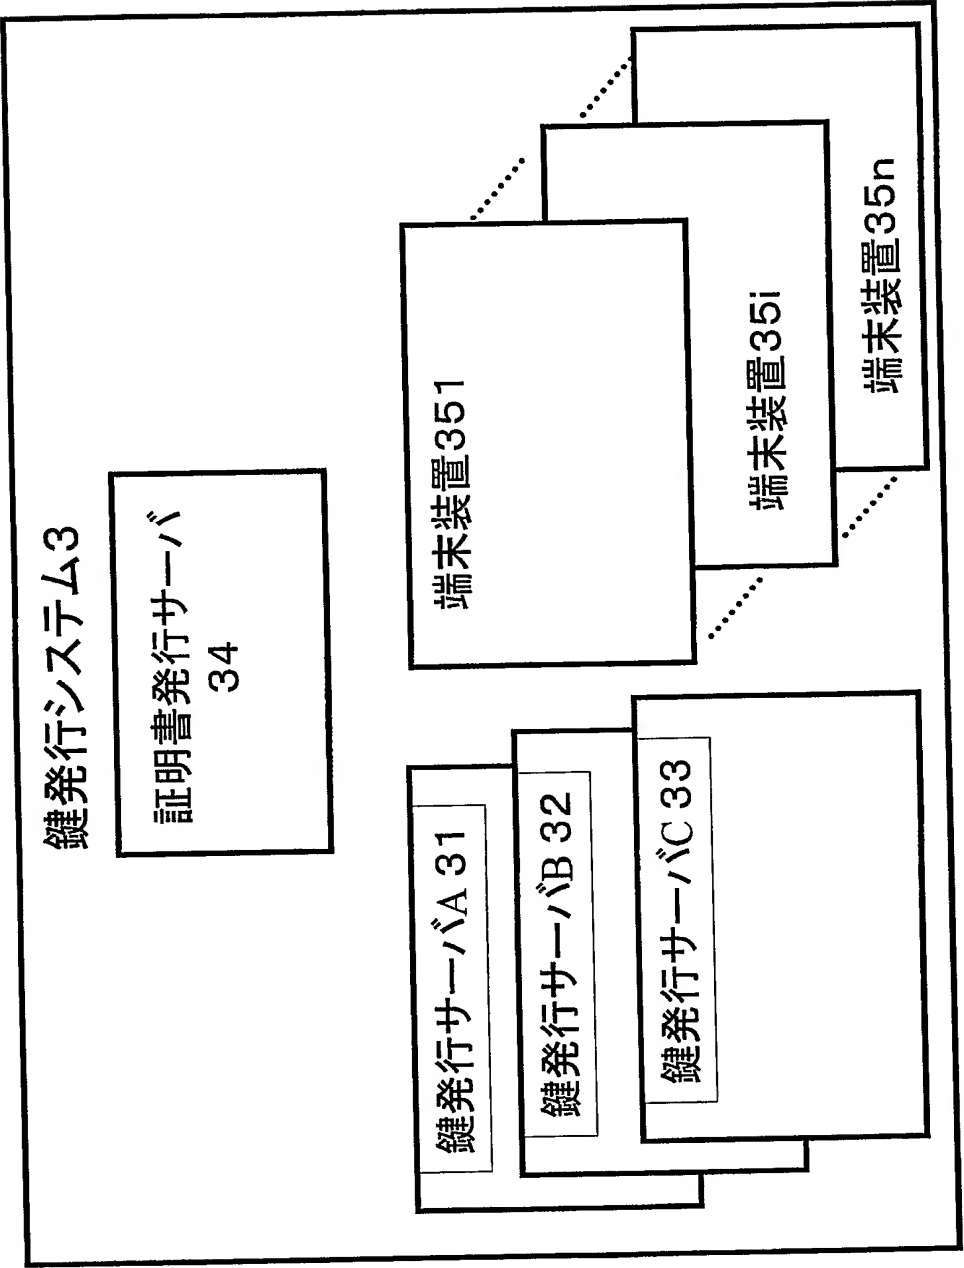 鍵発行システム3
証明書発行サーバ
34
鍵発行サーバA 31
鍵発行サーバB 32
鍵発行サーバC 33
端末装置351
端末装置35i
端末装置35n